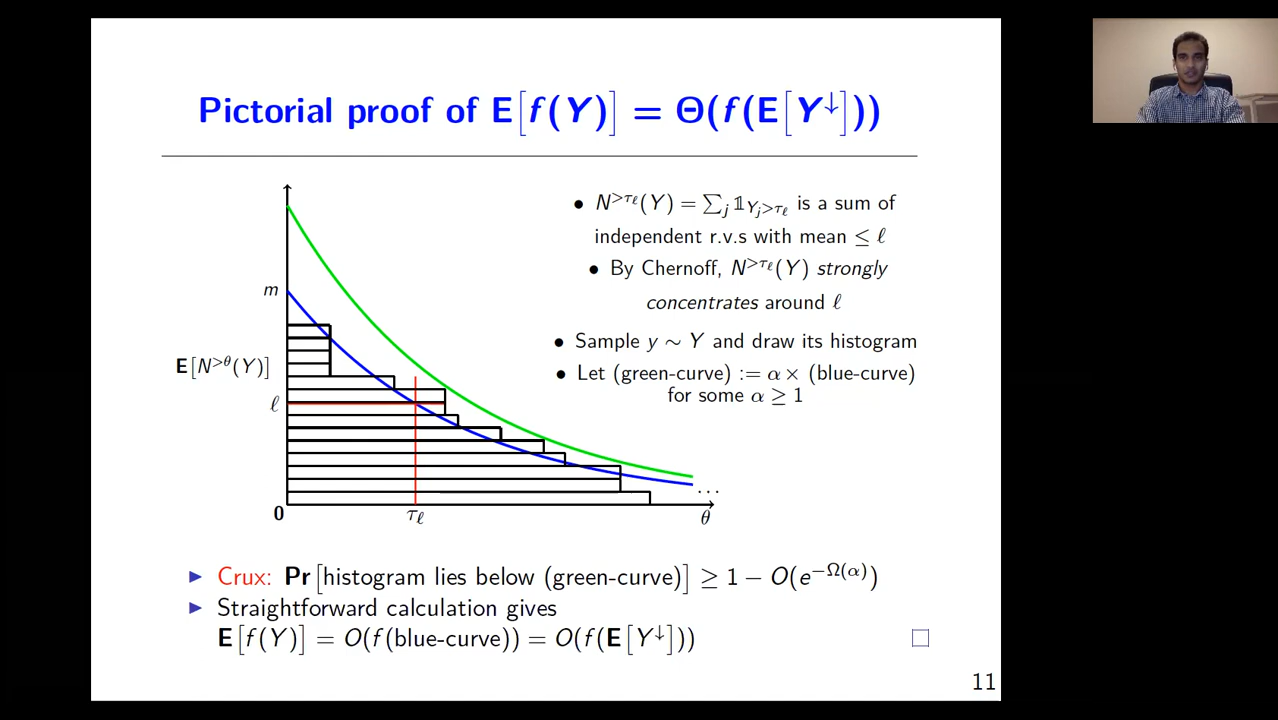 Pictorial proof of E[f(Y)] = Θ(f(E[Y↓]))
• N^{>τ_ℓ}(Y) = ∑_j 𝟙_{Y_j>τ_ℓ} is a sum of
independent r.v.s with mean ≤ ℓ
• By Chernoff, N^{>τ_ℓ}(Y) strongly
concentrates around ℓ
• Sample y ∼ Y and draw its histogram
• Let (green-curve) := α× (blue-curve)
for some α ≥ 1
m
E[N^{>θ}(Y)]
ℓ
0
τ_ℓ
θ
...
▶ Crux: Pr[histogram lies below (green-curve)] ≥ 1 − O(e^{−Ω(α)})
▶ Straightforward calculation gives
E[f(Y)] = O(f(blue-curve)) = O(f(E[Y↓])) □
11